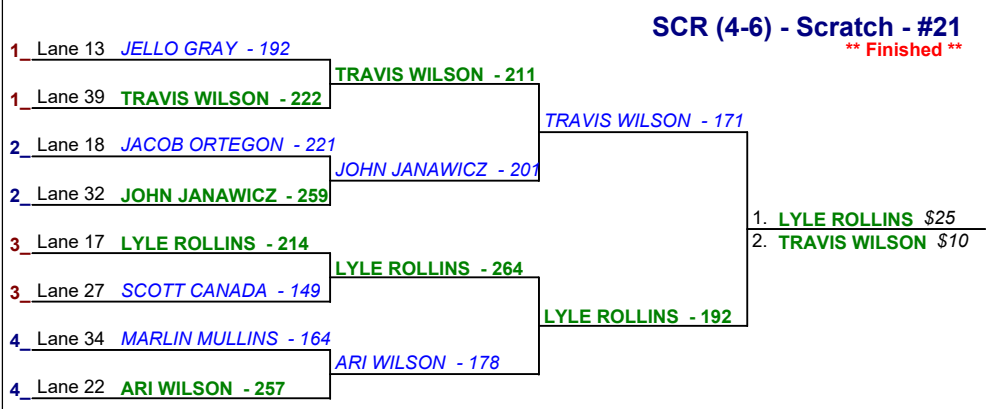 SCR (4-6) - Scratch - #21
** Finished **
1_ Lane 13 JELLO GRAY - 192
TRAVIS WILSON - 211
1_ Lane 39 TRAVIS WILSON - 222
TRAVIS WILSON - 171
2_ Lane 18 JACOB ORTEGON - 221
JOHN JANAWICZ - 201
2_ Lane 32 JOHN JANAWICZ - 259
1. LYLE ROLLINS $25
2. TRAVIS WILSON $10
3_ Lane 17 LYLE ROLLINS - 214
LYLE ROLLINS - 264
3_ Lane 27 SCOTT CANADA - 149
LYLE ROLLINS - 192
4_ Lane 34 MARLIN MULLINS - 164
ARI WILSON - 178
4_ Lane 22 ARI WILSON - 257